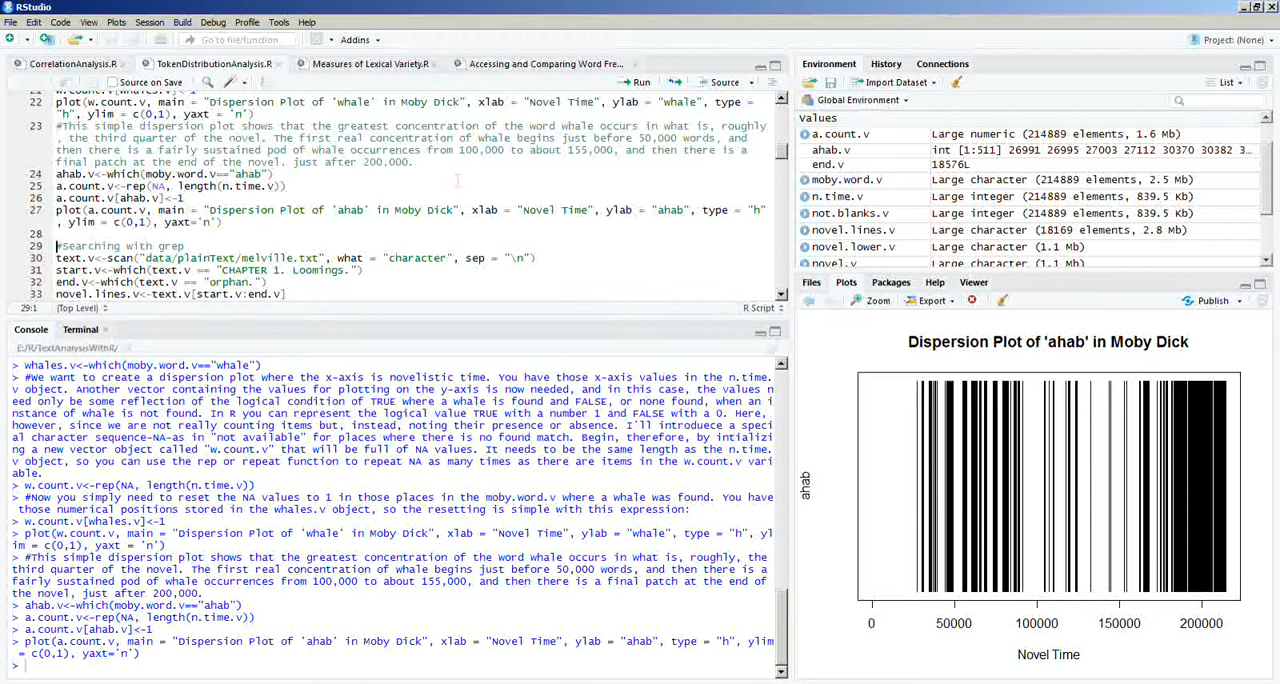 RStudio
File Edit Code View Plots Session Build Debug Profile Tools Help
Go to file/function Addins Project: (None)
CorrelationAnalysis.R TokenDistributionAnalysis.R Measures of Lexical Variety.R Accessing and Comparing Word Fre...
Source on Save Run Source
22 plot(w.count.v, main = "Dispersion Plot of 'whale' in Moby Dick", xlab = "Novel Time", ylab = "whale", type =
"h", ylim = c(0,1), yaxt = 'n')
23 #This simple dispersion plot shows that the greatest concentration of the word whale occurs in what is, roughly
, the third quarter of the novel. The first real concentration of whale begins just before 50,000 words, and
then there is a fairly sustained pod of whale occurrences from 100,000 to about 155,000, and then there is a
final patch at the end of the novel, just after 200,000.
24 ahab.v<-which(moby.word.v=="ahab")
25 a.count.v<-rep(NA, length(n.time.v))
26 a.count.v[ahab.v]<-1
27 plot(a.count.v, main = "Dispersion Plot of 'ahab' in Moby Dick", xlab = "Novel Time", ylab = "ahab", type = "h"
, ylim = c(0,1), yaxt='n')
28
29 #Searching with grep
30 text.v<-scan("data/plainText/melville.txt", what = "character", sep = "\n")
31 start.v<-which(text.v == "CHAPTER 1. Loomings.")
32 end.v<-which(text.v == "orphan.")
33 novel.lines.v<-text.v[start.v:end.v]
29:1 (Top Level) R Script
Console Terminal
E:/R/TextAnalysisWithR/
> whales.v<-which(moby.word.v=="whale")
> #We want to create a dispersion plot where the x-axis is novelistic time. You have those x-axis values in the n.time.
v object. Another vector containing the values for plotting on the y-axis is now needed, and in this case, the values n
eed only be some reflection of the logical condition of TRUE where a whale is found and FALSE, or none found, when an i
nstance of whale is not found. In R you can represent the logical value TRUE with a number 1 and FALSE with a 0. Here,
however, since we are not really counting items but, instead, noting their presence or absence. I'll introduece a speci
al character sequence-NA-as in "not available" for places where there is no found match. Begin, therefore, by intializi
ng a new vector object called "w.count.v" that will be full of NA values. It needs to be the same length as the n.time.
v object, so you can use the rep or repeat function to repeat NA as many times as there are items in the w.count.v vari
able.
> w.count.v<-rep(NA, length(n.time.v))
> #Now you simply need to reset the NA values to 1 in those places in the moby.word.v where a whale was found. You have
those numerical positions stored in the whales.v object, so the resetting is simple with this expression:
> w.count.v[whales.v]<-1
> plot(w.count.v, main = "Dispersion Plot of 'whale' in Moby Dick", xlab = "Novel Time", ylab = "whale", type = "h", yl
im = c(0,1), yaxt = 'n')
> #This simple dispersion plot shows that the greatest concentration of the word whale occurs in what is, roughly, the
third quarter of the novel. The first real concentration of whale begins just before 50,000 words, and then there is a
fairly sustained pod of whale occurrences from 100,000 to about 155,000, and then there is a final patch at the end of
the novel, just after 200,000.
> ahab.v<-which(moby.word.v=="ahab")
> a.count.v<-rep(NA, length(n.time.v))
> a.count.v[ahab.v]<-1
> plot(a.count.v, main = "Dispersion Plot of 'ahab' in Moby Dick", xlab = "Novel Time", ylab = "ahab", type = "h", ylim
= c(0,1), yaxt='n')
>
Environment History Connections
Import Dataset List
Global Environment
Values
a.count.v Large numeric (214889 elements, 1.6 Mb)
ahab.v int [1:511] 26991 26995 27003 27112 30370 30382 3...
end.v 18576L
moby.word.v Large character (214889 elements, 2.5 Mb)
n.time.v Large integer (214889 elements, 839.5 Kb)
not.blanks.v Large integer (214889 elements, 839.5 Kb)
novel.lines.v Large character (18169 elements, 2.8 Mb)
novel.lower.v Large character (1.1 Mb)
novel.v Large character (1.1 Mb)
Files Plots Packages Help Viewer
Zoom Export Publish
Dispersion Plot of 'ahab' in Moby Dick
ahab
0 50000 100000 150000 200000
Novel Time